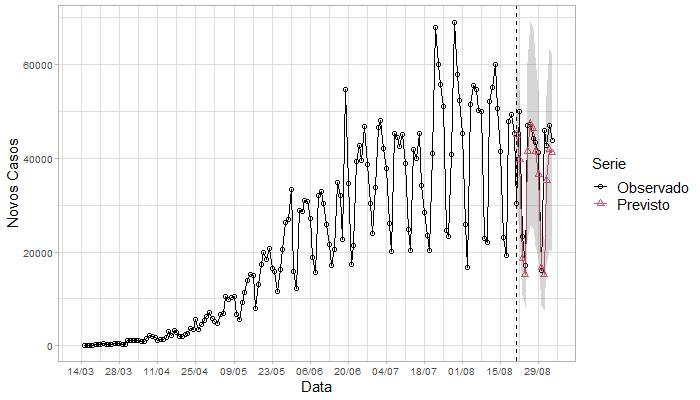 Novos Casos
60000
40000
20000
0
14/03 28/03 11/04 25/04 09/05 23/05 06/06 20/06 04/07 18/07 01/08 15/08 29/08
Data
Serie
Observado
Previsto